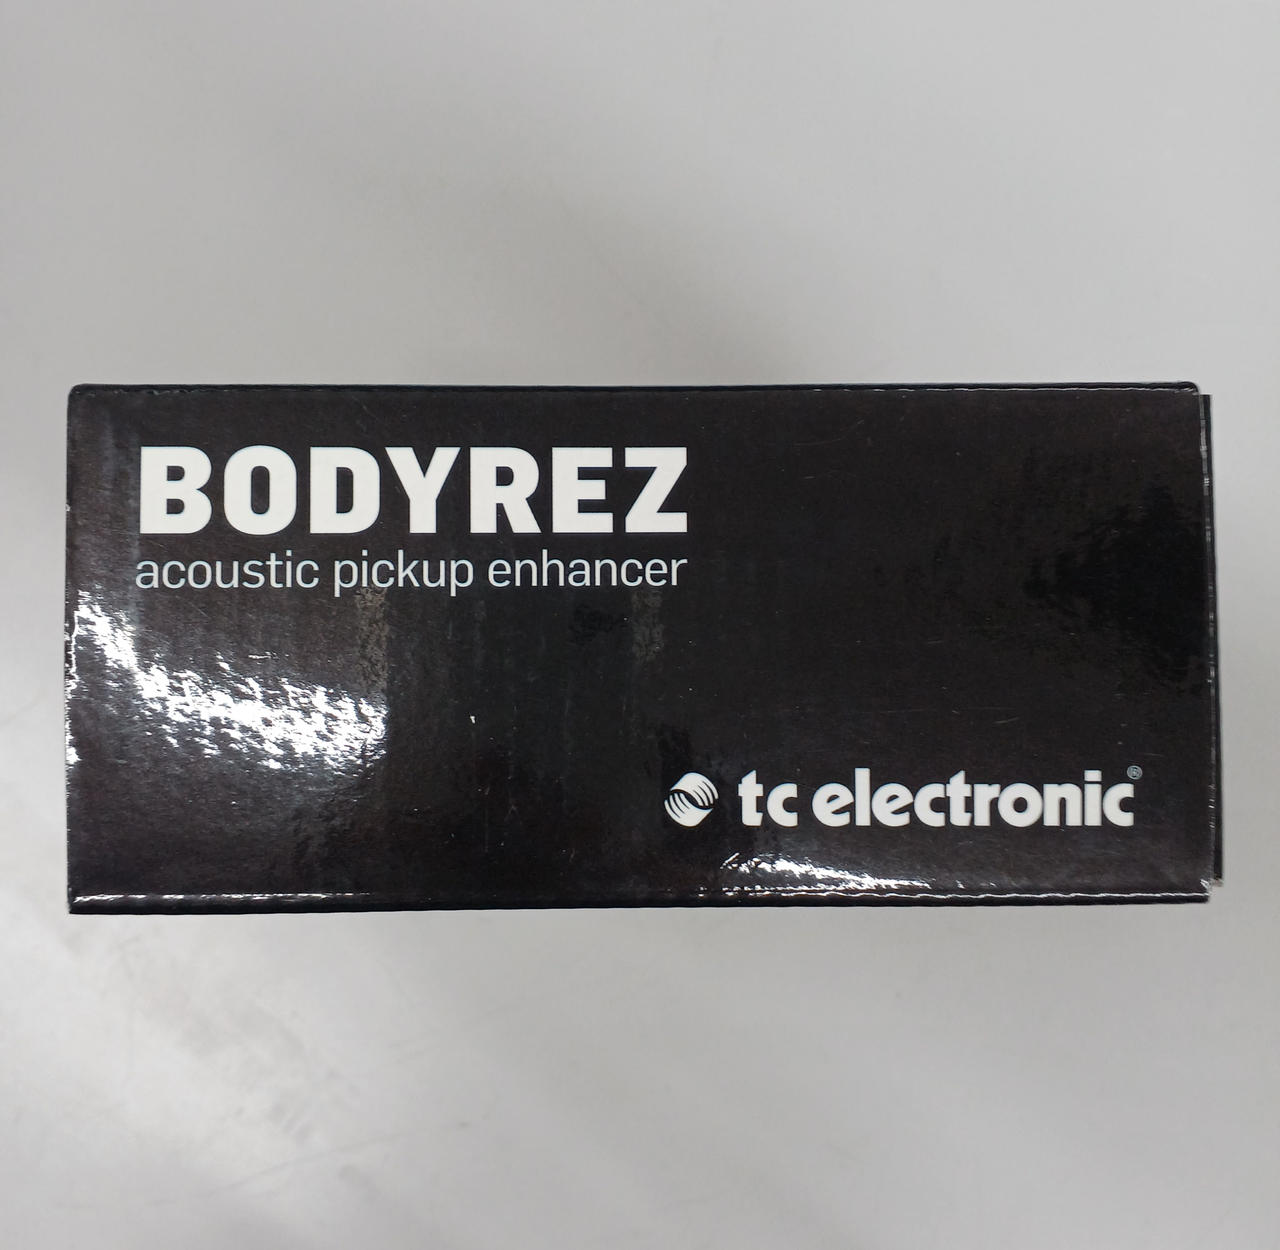 BODYREZ
acoustic pickup enhancer
tc electronic®